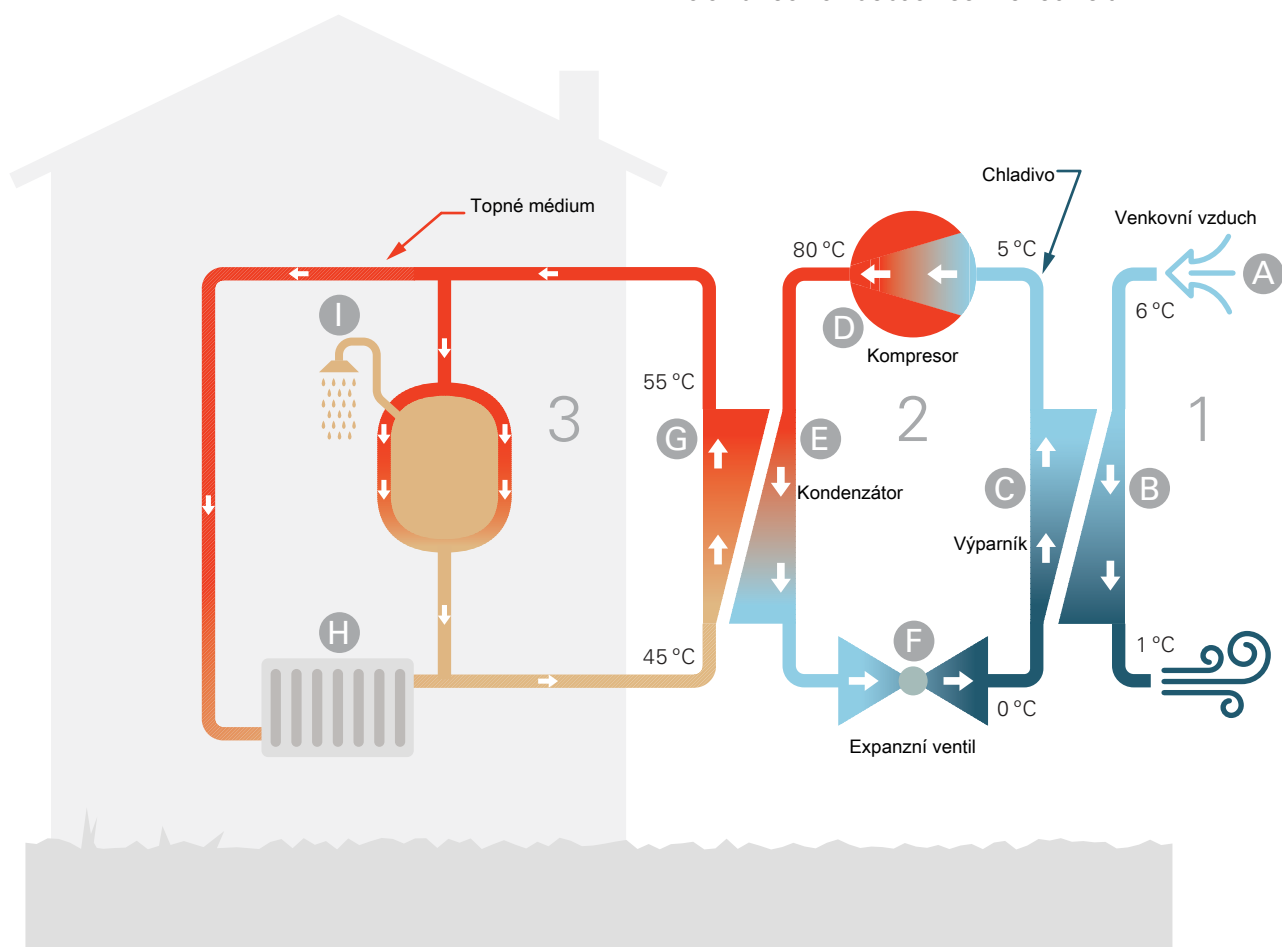 Chladivo
Topné médium
Venkovní vzduch
80 °C
5 °C
A
6 °C
I
D
Kompresor
55 °C
3
2
1
G
E
C
B
Kondenzátor
Výparník
H
45 °C
F
1 °C
0 °C
Expanzní ventil